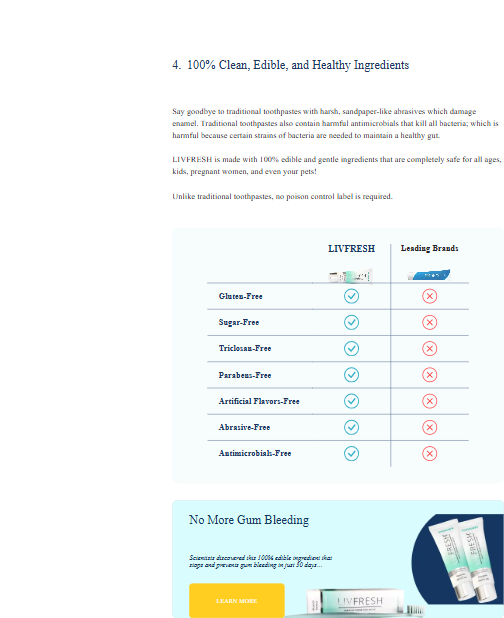 4. 100% Clean, Edible, and Healthy Ingredients
Say goodbye to traditional toothpastes with harsh, sandpaper-like abrasives which damage
enamel. Traditional toothpastes also contain harmful antimicrobials that kill all bacteria; which is
harmful because certain strains of bacteria are needed to maintain a healthy gut.
LIVFRESH is made with 100% edible and gentle ingredients that are completely safe for all ages,
kids, pregnant women, and even your pets!
Unlike traditional toothpastes, no poison control label is required.
LIVFRESH Leading Brands
Gluten-Free
Sugar-Free
Triclosan-Free
Parabens-Free
Artificial Flavors-Free
Abrasive-Free
Antimicrobials-Free
No More Gum Bleeding
Scientists discovered this 100% edible ingredient that
stops and prevents gum bleeding in just 30 days...
LEARN MORE
LIVFRESH
FRESH
FRESH